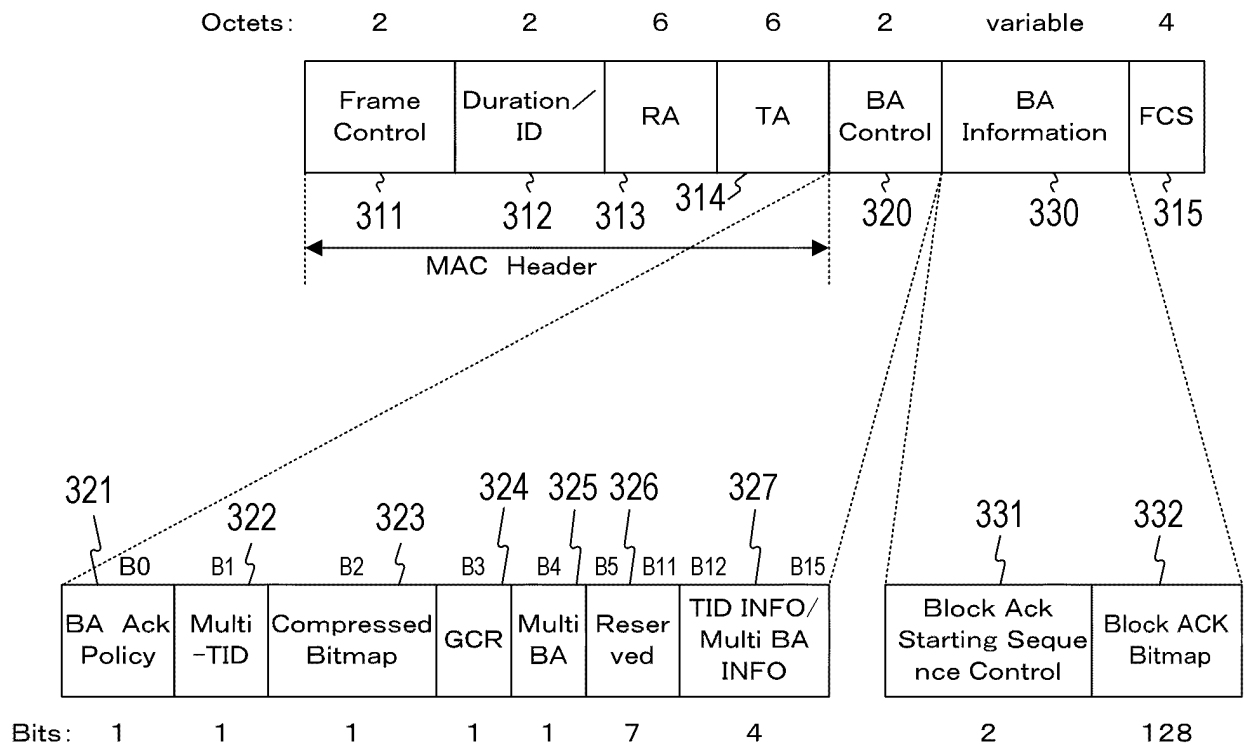 Octets: 2 2 6 6 2 variable 4
Frame Control
Duration/ ID
RA
TA
BA Control
BA Information
FCS
311 312 313 314 320 330 315
MAC Header
321 322 323 324 325 326 327 331 332
B0 B1 B2 B3 B4 B5 B11 B12 B15
BA Ack Policy
Multi -TID
Compressed Bitmap
GCR
Multi BA
Reser ved
TID INFO/ Multi BA INFO
Block Ack Starting Seque nce Control
Block ACK Bitmap
Bits: 1 1 1 1 1 7 4 2 128